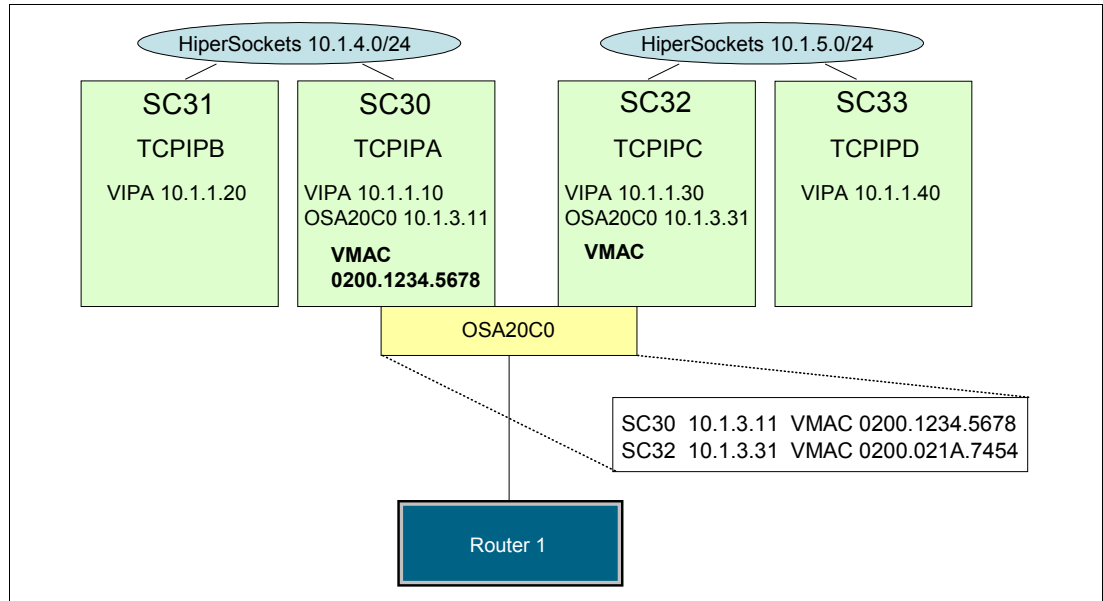 HiperSockets 10.1.4.0/24
HiperSockets 10.1.5.0/24
SC31
TCPIPB
VIPA 10.1.1.20
SC30
TCPIPA
VIPA 10.1.1.10
OSA20C0 10.1.3.11
VMAC
0200.1234.5678
SC32
TCPIPC
VIPA 10.1.1.30
OSA20C0 10.1.3.31
VMAC
SC33
TCPIPD
VIPA 10.1.1.40
OSA20C0
SC30 10.1.3.11 VMAC 0200.1234.5678
SC32 10.1.3.31 VMAC 0200.021A.7454
Router 1